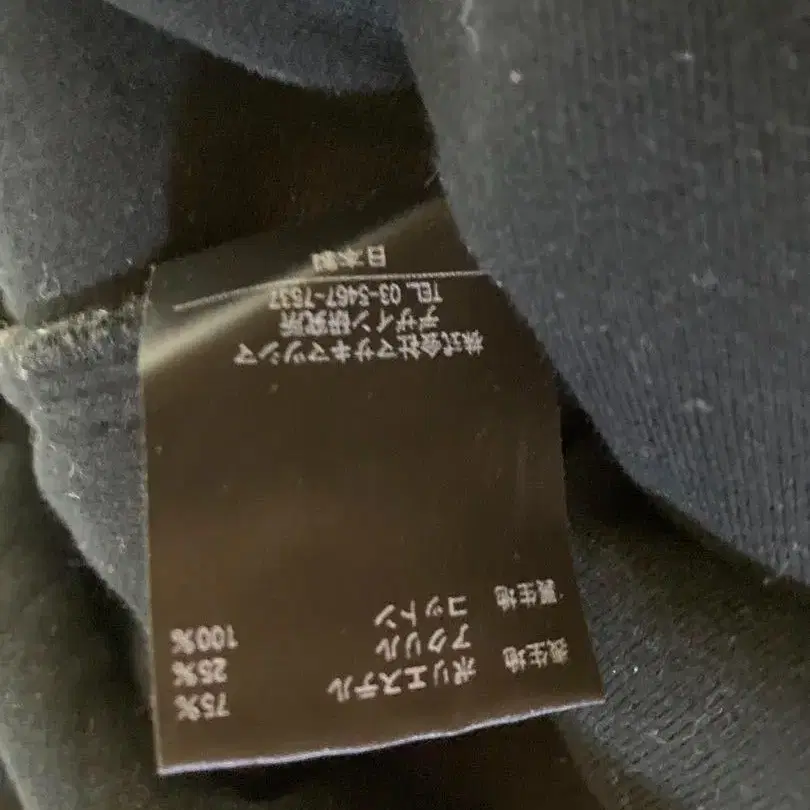 表生地 ポリエステル 75%
アクリル 25%
裏生地 コットン 100%
株式会社マサキマツシマ
デザイン研究所
TEL. 03-5467-7537
日本製